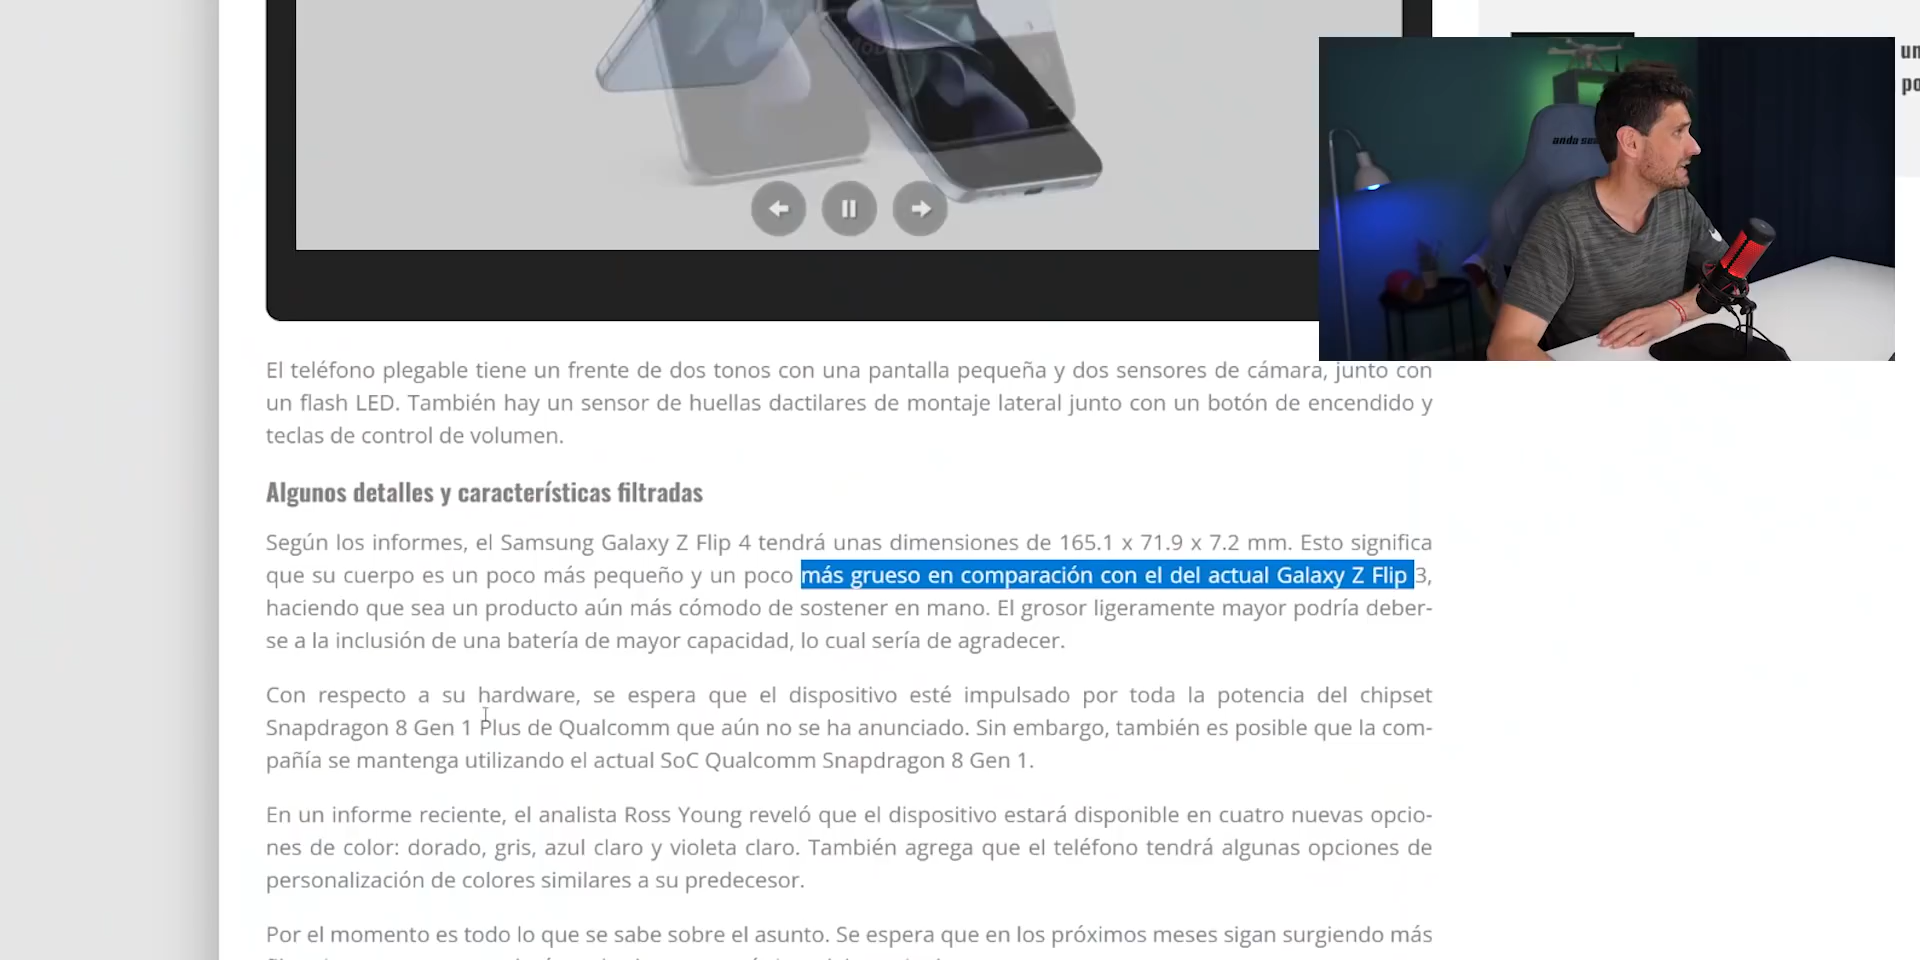 un
po
anda sea
El teléfono plegable tiene un frente de dos tonos con una pantalla pequeña y dos sensores de cámara, junto con
un flash LED. También hay un sensor de huellas dactilares de montaje lateral junto con un botón de encendido y
teclas de control de volumen.
Algunos detalles y características filtradas
Según los informes, el Samsung Galaxy Z Flip 4 tendrá unas dimensiones de 165.1 x 71.9 x 7.2 mm. Esto significa
que su cuerpo es un poco más pequeño y un poco más grueso en comparación con el del actual Galaxy Z Flip 3,
haciendo que sea un producto aún más cómodo de sostener en mano. El grosor ligeramente mayor podría deber-
se a la inclusión de una batería de mayor capacidad, lo cual sería de agradecer.
Con respecto a su hardware, se espera que el dispositivo esté impulsado por toda la potencia del chipset
Snapdragon 8 Gen 1 Plus de Qualcomm que aún no se ha anunciado. Sin embargo, también es posible que la com-
pañía se mantenga utilizando el actual SoC Qualcomm Snapdragon 8 Gen 1.
En un informe reciente, el analista Ross Young reveló que el dispositivo estará disponible en cuatro nuevas opcio-
nes de color: dorado, gris, azul claro y violeta claro. También agrega que el teléfono tendrá algunas opciones de
personalización de colores similares a su predecesor.
Por el momento es todo lo que se sabe sobre el asunto. Se espera que en los próximos meses sigan surgiendo más